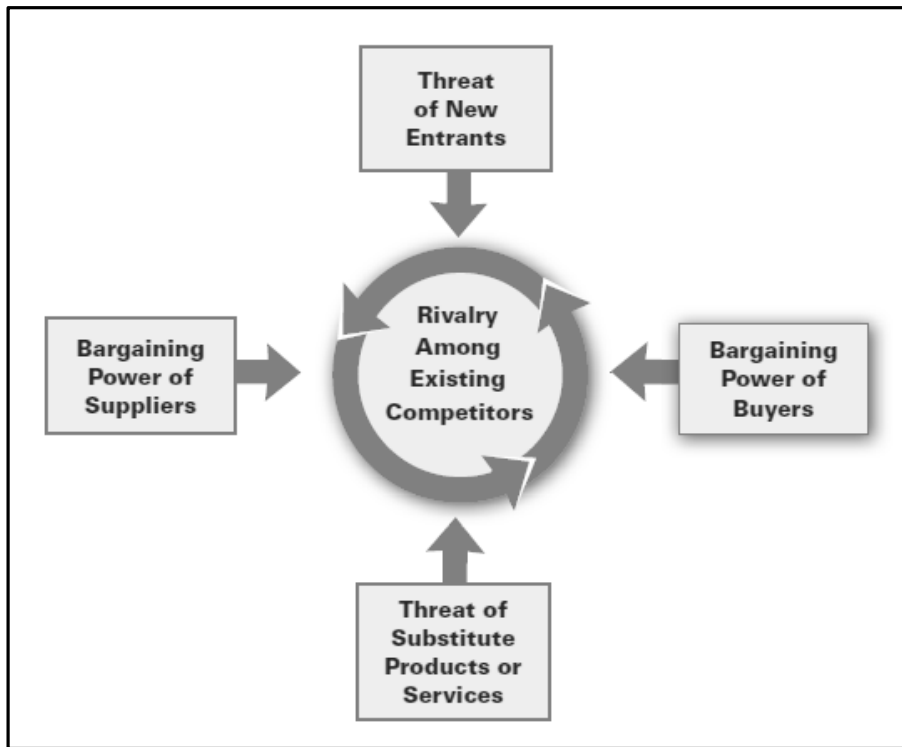 Threat
of New
Entrants
Rivalry
Among
Existing
Competitors
Bargaining
Power of
Suppliers
Bargaining
Power of
Buyers
Threat of
Substitute
Products or
Services